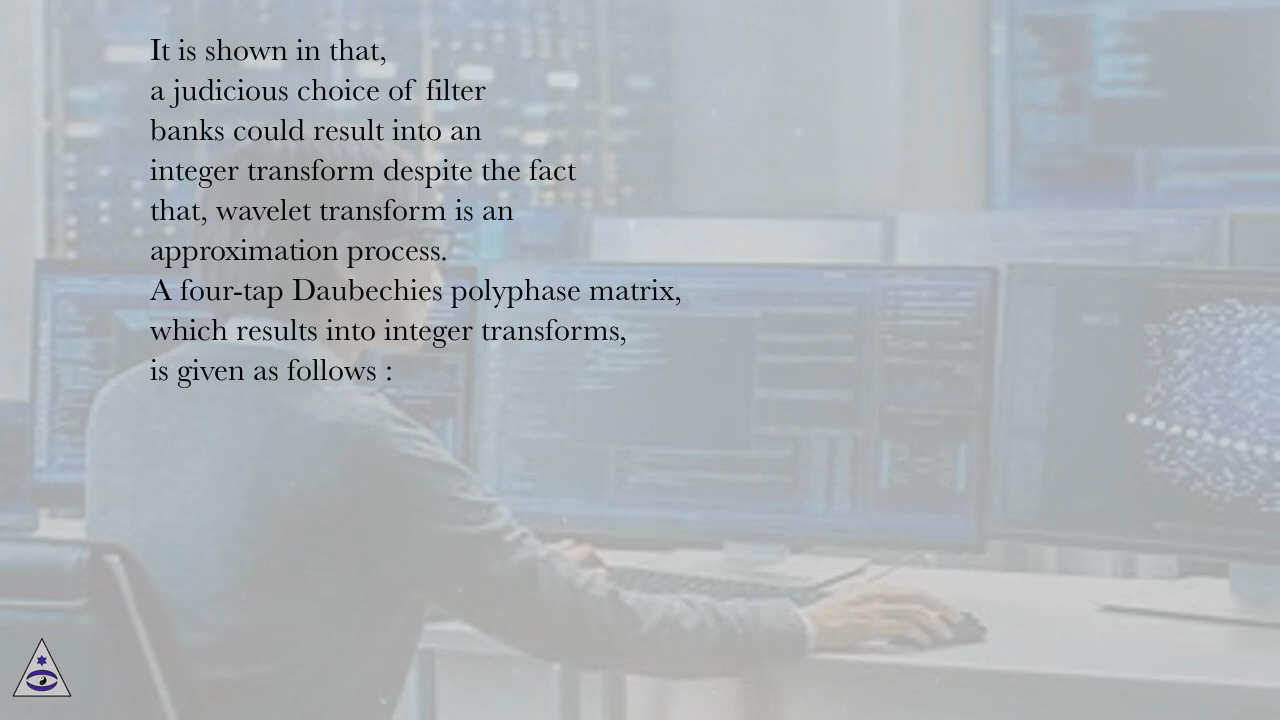 It is shown in that,
a judicious choice of filter
banks could result into an
integer transform despite the fact
that, wavelet transform is an
approximation process.
A four-tap Daubechies polyphase matrix,
which results into integer transforms,
is given as follows :